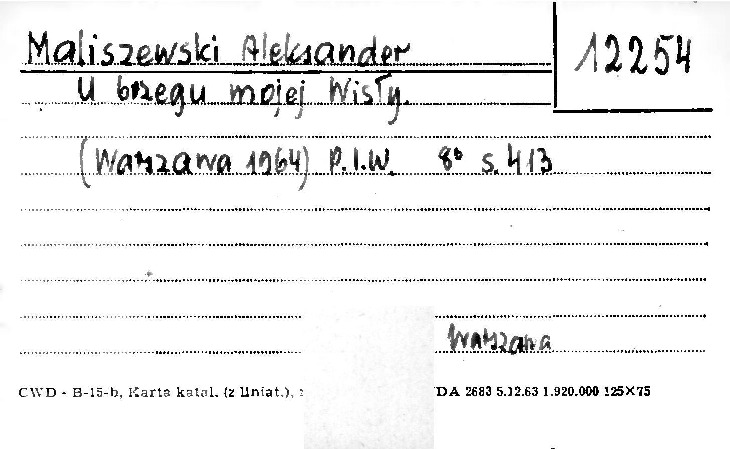 Maliszewski Aleksander
12254
U brzegu mojej Wisły.
(Warszawa 1964) P.I.W. 8° s. 413
Warszawa
CWD - B-15-b, Karta katal. (z liniat.), DA 2683 5.12.63 1.920.000 125×75